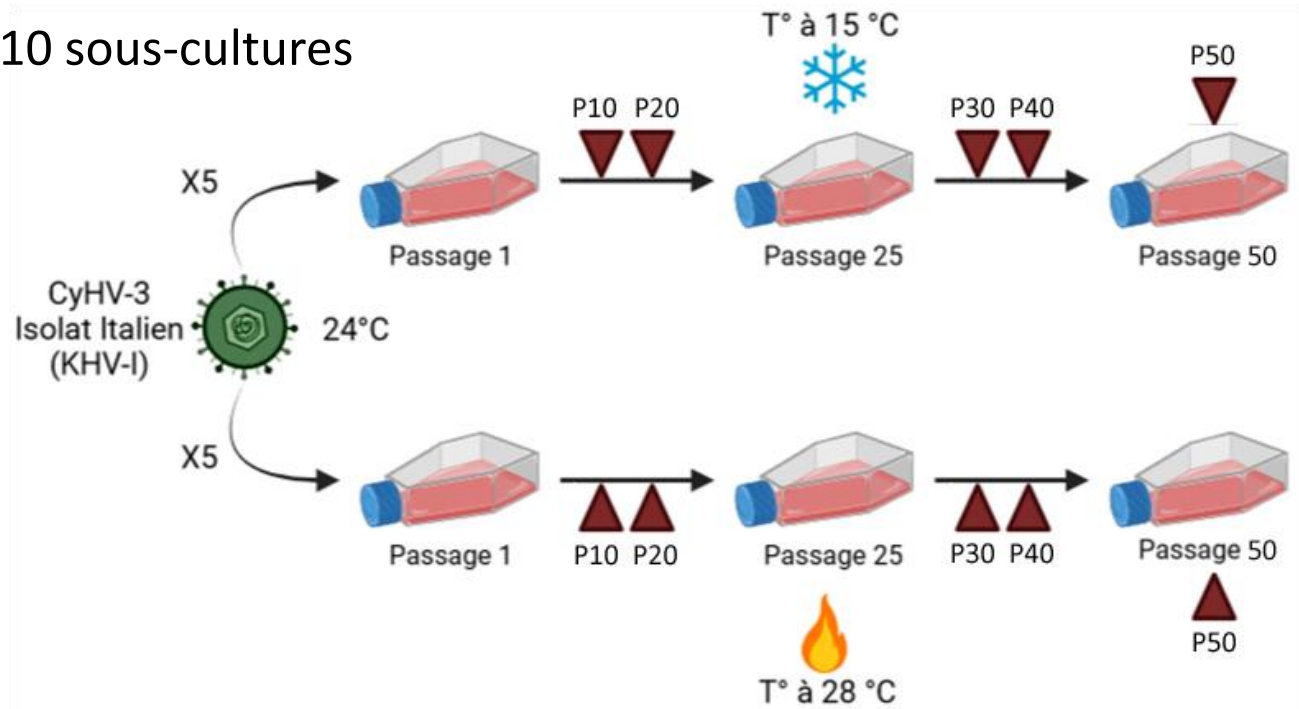 10 sous-cultures
T° à 15 °C
P50
P10 P20
P30 P40
X5
Passage 1
Passage 25
Passage 50
CyHV-3
Isolat Italien
(KHV-I)
24°C
X5
Passage 1
P10 P20
Passage 25
P30 P40
Passage 50
P50
T° à 28 °C